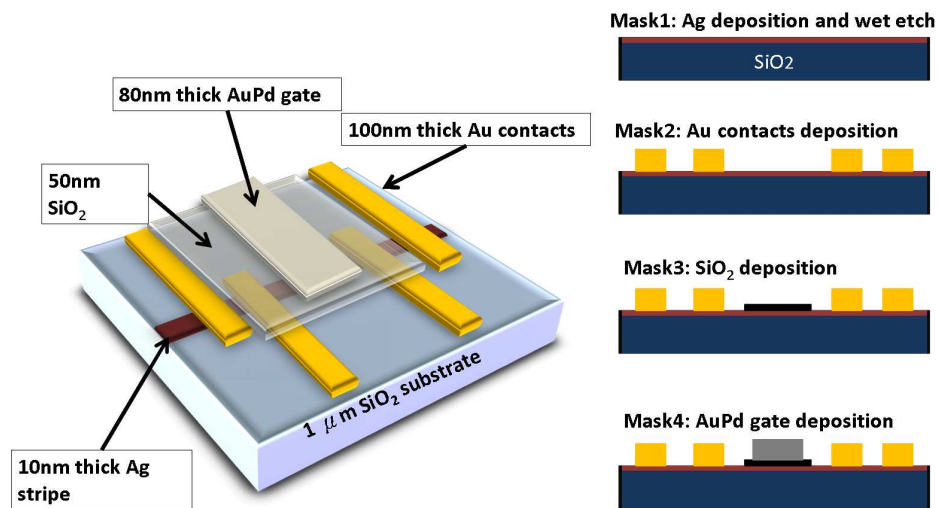 80nm thick AuPd gate
100nm thick Au contacts
50nm
SiO₂
10nm thick Ag
stripe
1 μm SiO₂ substrate
Mask1: Ag deposition and wet etch
SiO2
Mask2: Au contacts deposition
Mask3: SiO₂ deposition
Mask4: AuPd gate deposition